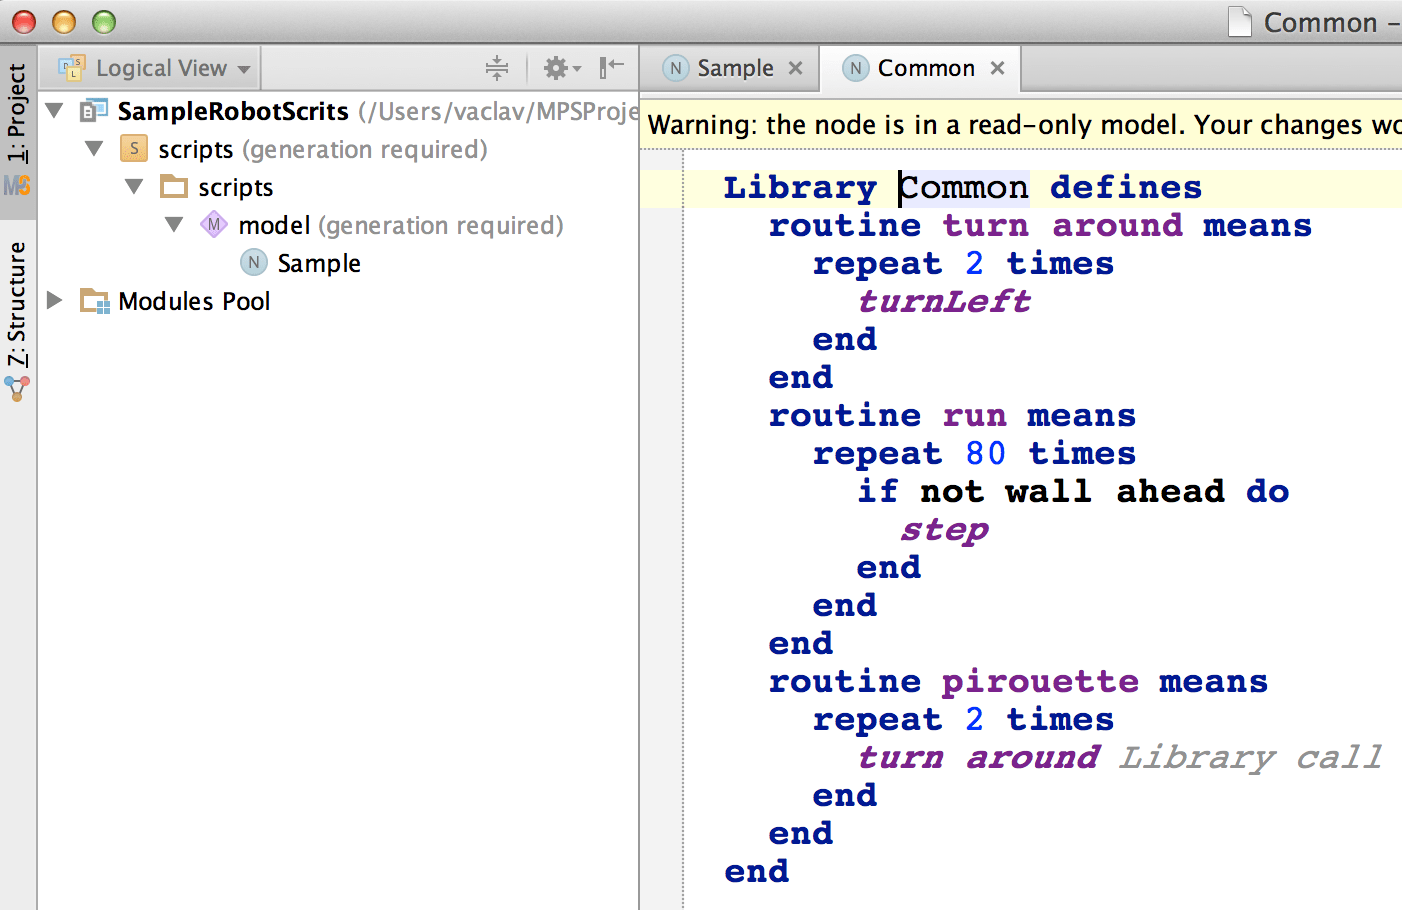 Common –
1: Project
7: Structure
Logical View
SampleRobotScrits (/Users/vaclav/MPSProje
scripts (generation required)
scripts
model (generation required)
Sample
Modules Pool
Sample
Common
Warning: the node is in a read-only model. Your changes wo
Library Common defines
routine turn around means
repeat 2 times
turnLeft
end
end
routine run means
repeat 80 times
if not wall ahead do
step
end
end
end
routine pirouette means
repeat 2 times
turn around Library call
end
end
end